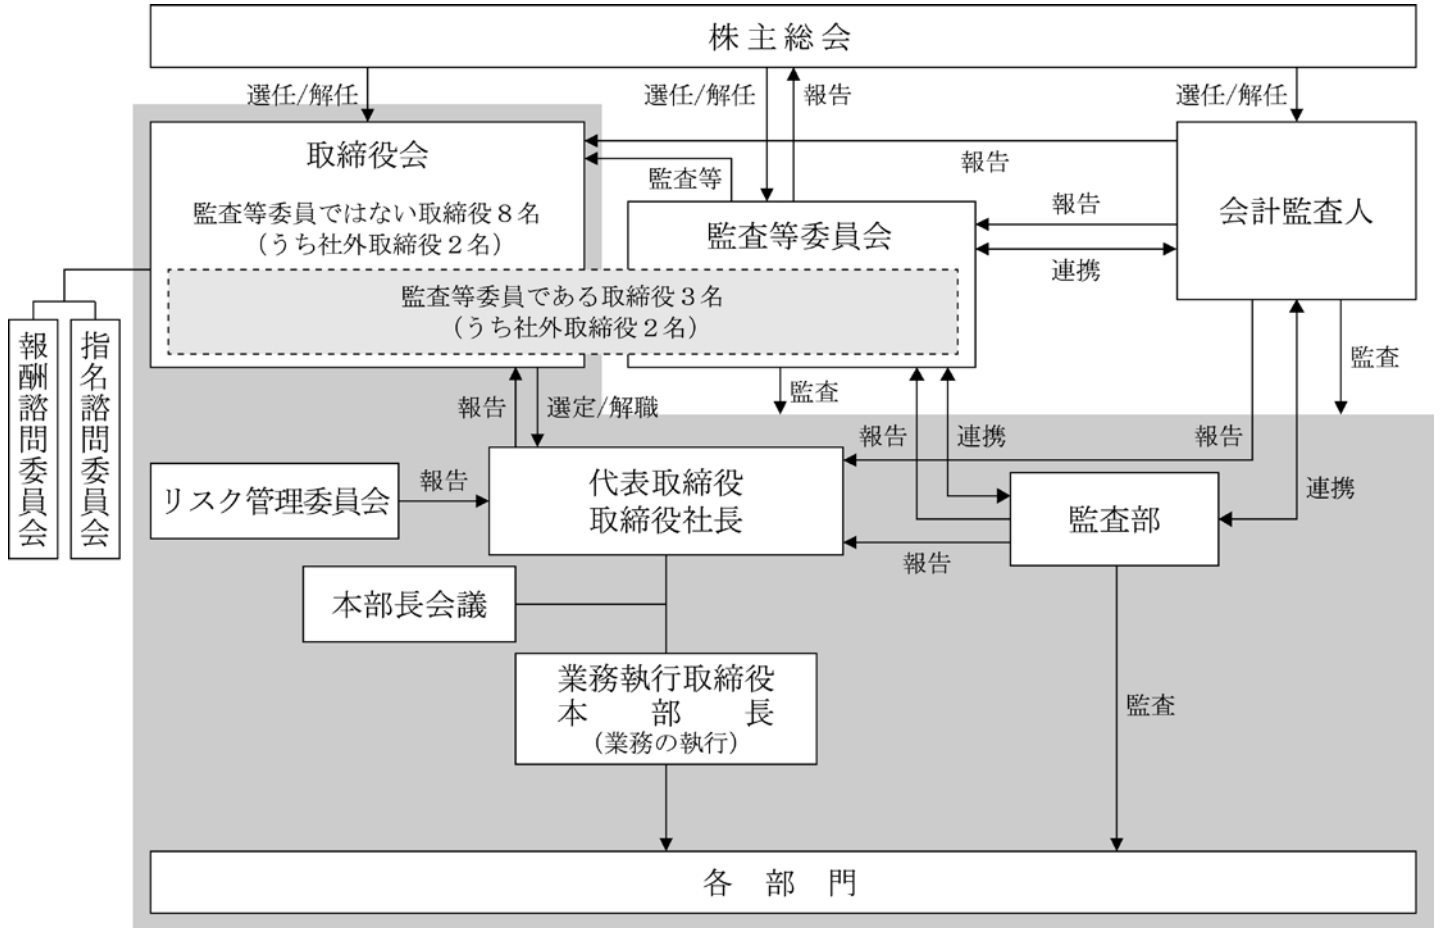 株主総会
選任/解任
選任/解任
報告
選任/解任
取締役会
監査等委員ではない取締役８名
（うち社外取締役２名）
監査等
報告
監査等委員会
報告
連携
会計監査人
監査等委員である取締役３名
（うち社外取締役２名）
報酬諮問委員会
指名諮問委員会
報告
選定/解職
監査
報告
連携
報告
監査
連携
リスク管理委員会
報告
代表取締役
取締役社長
監査部
報告
本部長会議
業務執行取締役
本部長
（業務の執行）
監査
各部門